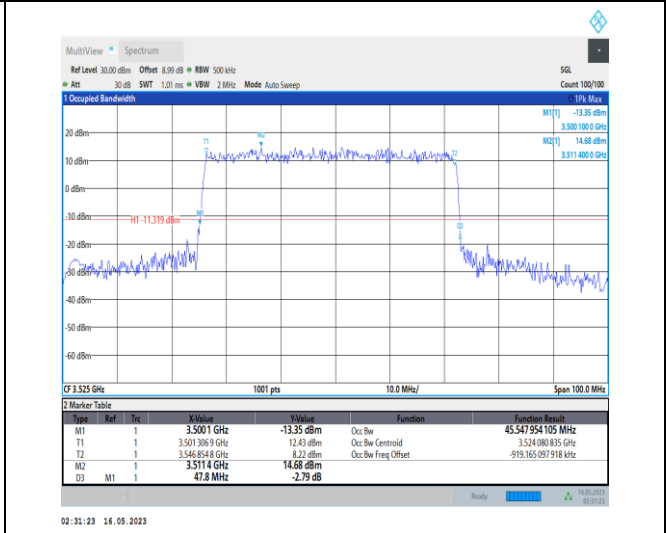 MultiView Spectrum
Ref Level 30.00 dBm Offset 8.99 dB RBW 500 kHz SGL
Att 30 dB SWT 1.01 ms VBW 2 MHz Mode Auto Sweep Count 100/100
1 Occupied Bandwidth 1Pk Max
M1[1] -13.35 dBm
3.500 100 0 GHz
M2[1] 14.68 dBm
3.511 400 0 GHz
20 dBm
M2
T1
T2
10 dBm
0 dBm
M1
-10 dBm
H1 -11.319 dBm
D3
-20 dBm
-30 dBm
-40 dBm
-50 dBm
-60 dBm
CF 3.525 GHz 1001 pts 10.0 MHz/ Span 100.0 MHz
2 Marker Table
Type Ref Trc X-Value Y-Value Function Function Result
M1 1 3.5001 GHz -13.35 dBm Occ Bw 45.547 954 105 MHz
T1 1 3.501 306 9 GHz 12.43 dBm Occ Bw Centroid 3.524 080 835 GHz
T2 1 3.546 854 8 GHz 8.22 dBm Occ Bw Freq Offset -919.165 097 918 kHz
M2 1 3.5114 GHz 14.68 dBm
D3 M1 1 47.8 MHz -2.79 dB
Ready 16.05.2023
02:31:23
02:31:23 16.05.2023